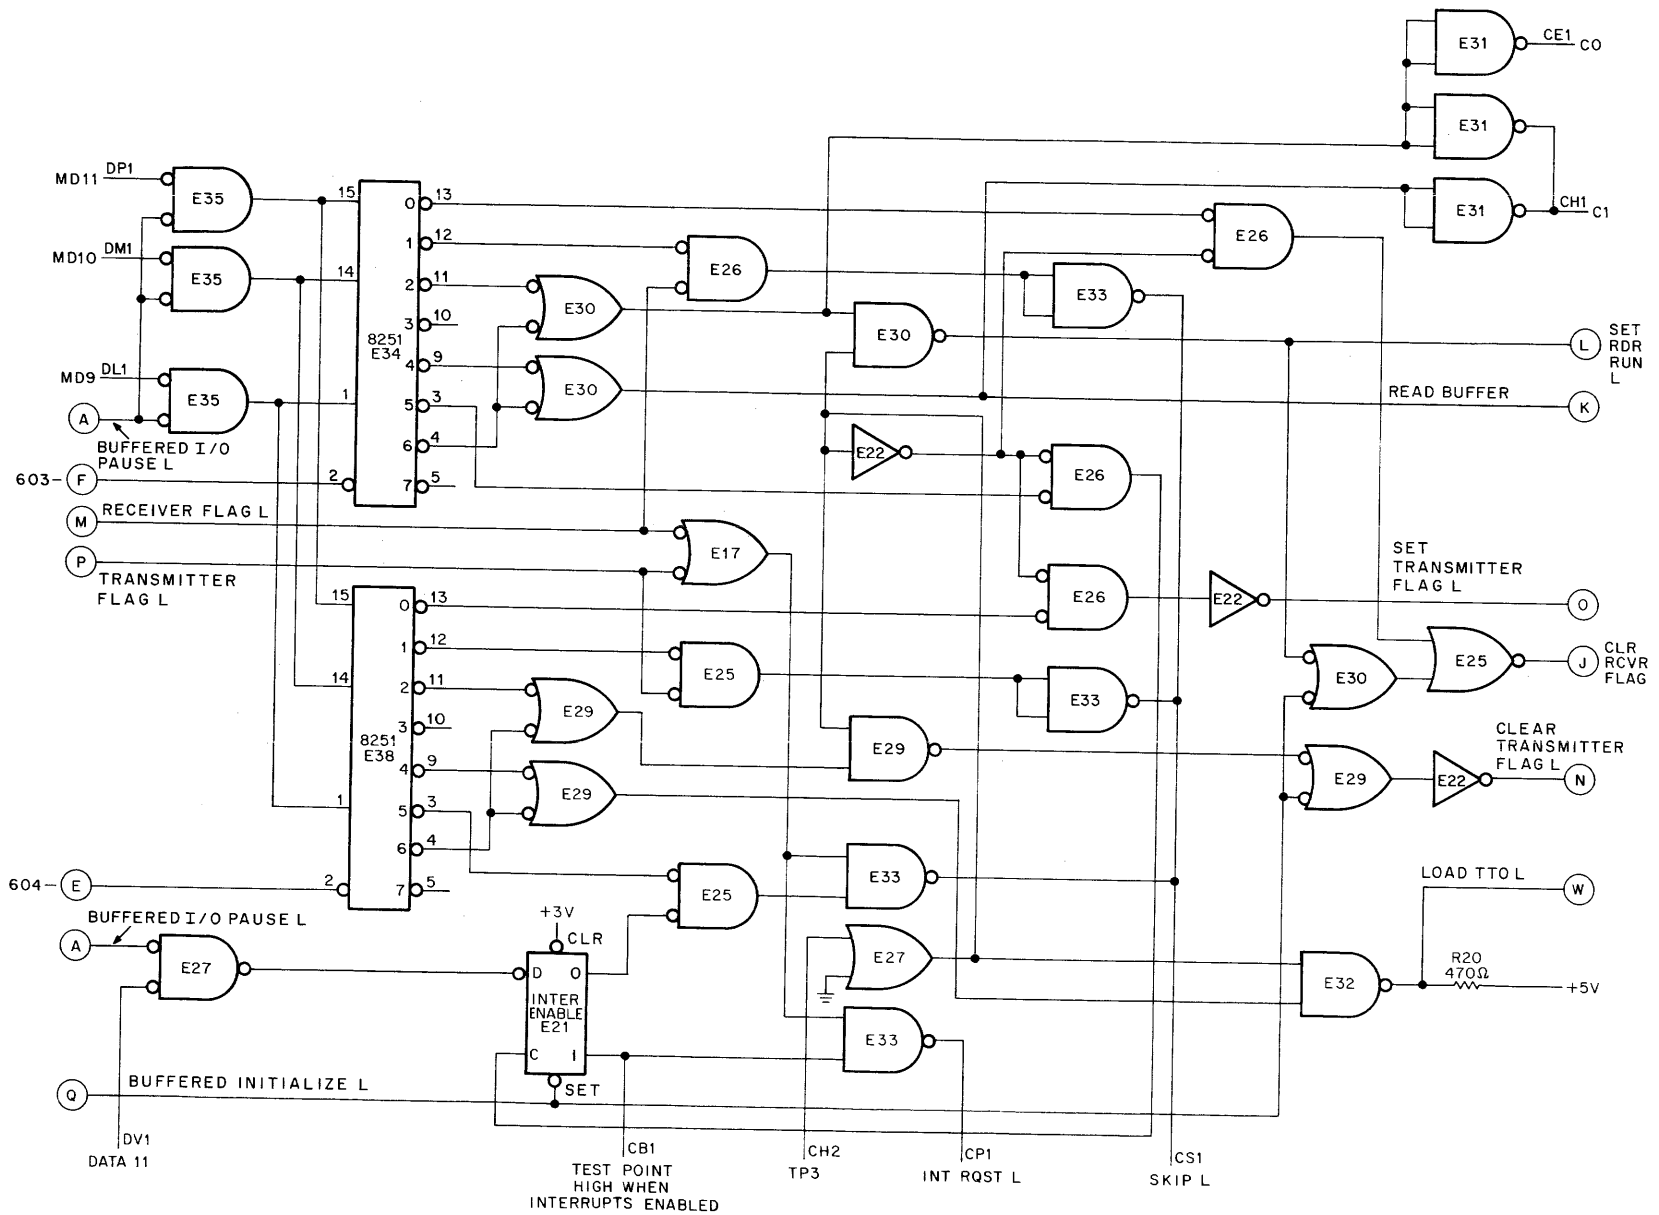 E31
CE1
C0
E31
MD11
DP1
E35
15
0
13
E31
CH1
C1
E26
MD10
DM1
E35
14
1
12
E26
E33
2
11
E30
3
10
8251
E34
E30
SET
RDR
RUN
L
L
4
9
E30
MD9
DL1
E35
1
5
3
READ BUFFER
K
A
BUFFERED I/O
PAUSE L
6
4
E22
E26
603-
F
2
7
5
M
RECEIVER FLAG L
E17
P
TRANSMITTER
FLAG L
SET
TRANSMITTER
FLAG L
15
0
13
E26
E22
O
1
12
E25
E30
E25
J
CLR
RCVR
FLAG
14
2
11
E29
E33
3
10
8251
E38
E29
CLEAR
TRANSMITTER
FLAG L
4
9
E29
E29
E22
N
1
5
3
6
4
E33
LOAD TTO L
604-
E
2
7
5
E25
W
BUFFERED I/O PAUSE L
+3V
CLR
A
E27
D
0
E27
E32
R20
470Ω
+5V
INTER
ENABLE
E21
E33
C
1
SET
Q
BUFFERED INITIALIZE L
DV1
DATA 11
CB1
TEST POINT
HIGH WHEN
INTERRUPTS ENABLED
CH2
TP3
CP1
INT RQST L
CS1
SKIP L